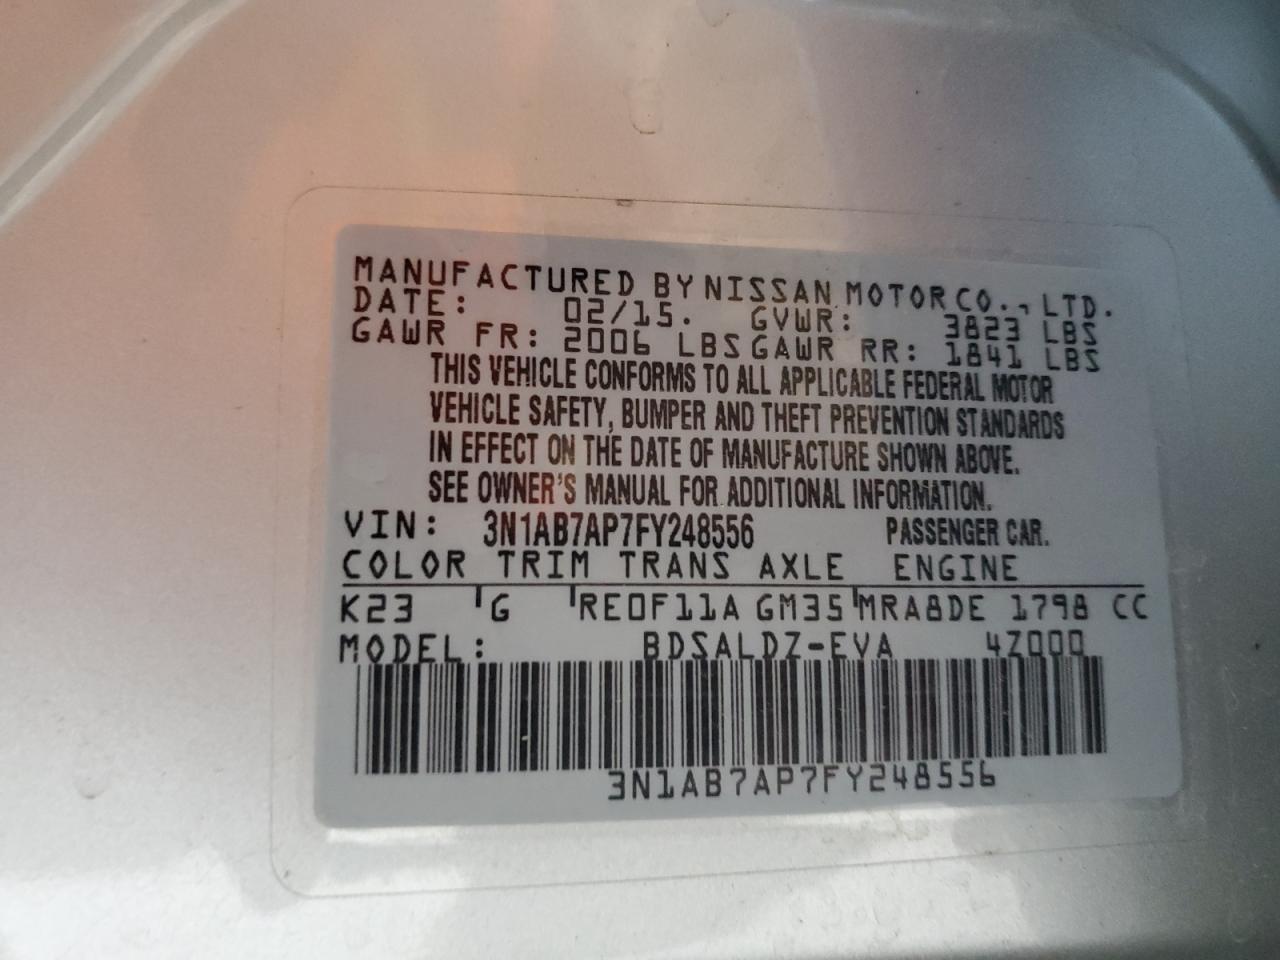 MANUFACTURED BY NISSAN MOTOR CO., LTD.
DATE: 02/15. GVWR: 3823 LBS
GAWR FR: 2006 LBS GAWR RR: 1841 LBS
THIS VEHICLE CONFORMS TO ALL APPLICABLE FEDERAL MOTOR
VEHICLE SAFETY, BUMPER AND THEFT PREVENTION STANDARDS
IN EFFECT ON THE DATE OF MANUFACTURE SHOWN ABOVE.
SEE OWNER'S MANUAL FOR ADDITIONAL INFORMATION.
VIN: 3N1AB7AP7FY248556 PASSENGER CAR.
COLOR TRIM TRANS AXLE ENGINE
K23 G RE0F11A GM35 MRA8DE 1798 CC
MODEL: BDSALDZ-EVA 4Z000
3N1AB7AP7FY248556